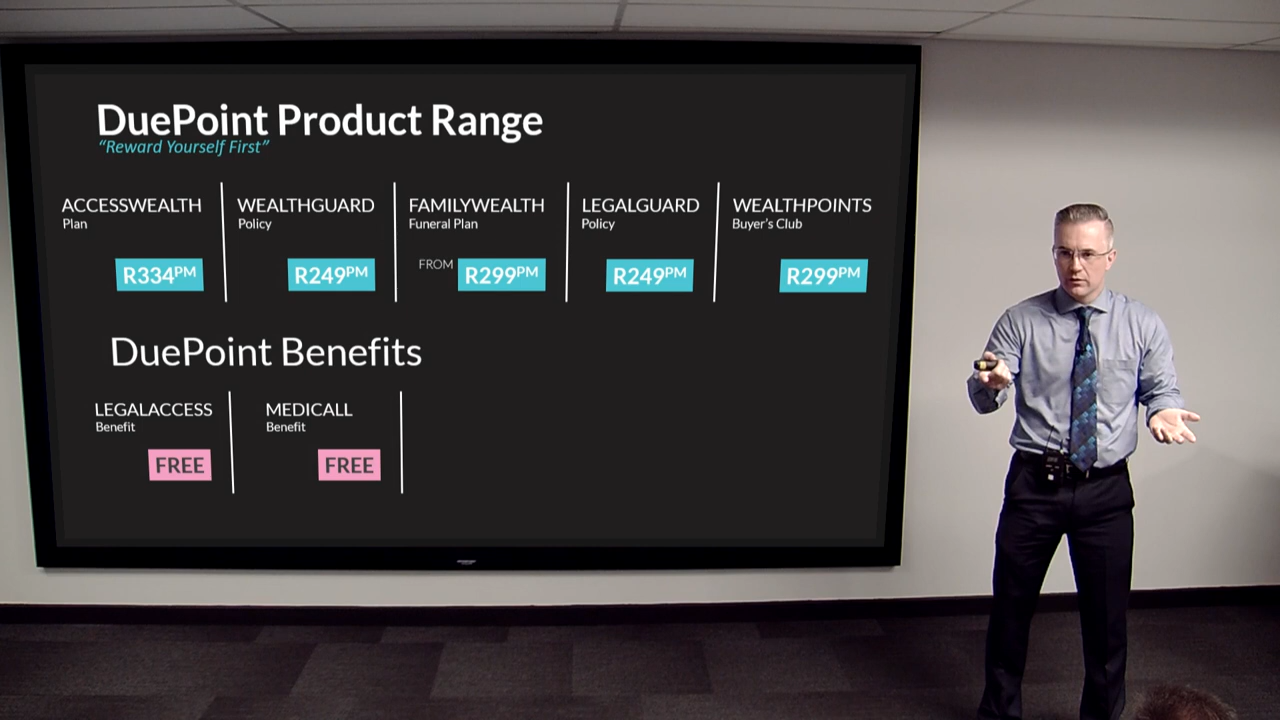 DuePoint Product Range
“Reward Yourself First”
ACCESSWEALTH
Plan
R334PM
WEALTHGUARD
Policy
R249PM
FAMILYWEALTH
Funeral Plan
FROM R299PM
LEGALGUARD
Policy
R249PM
WEALTHPOINTS
Buyer’s Club
R299PM
DuePoint Benefits
LEGALACCESS
Benefit
FREE
MEDICALL
Benefit
FREE